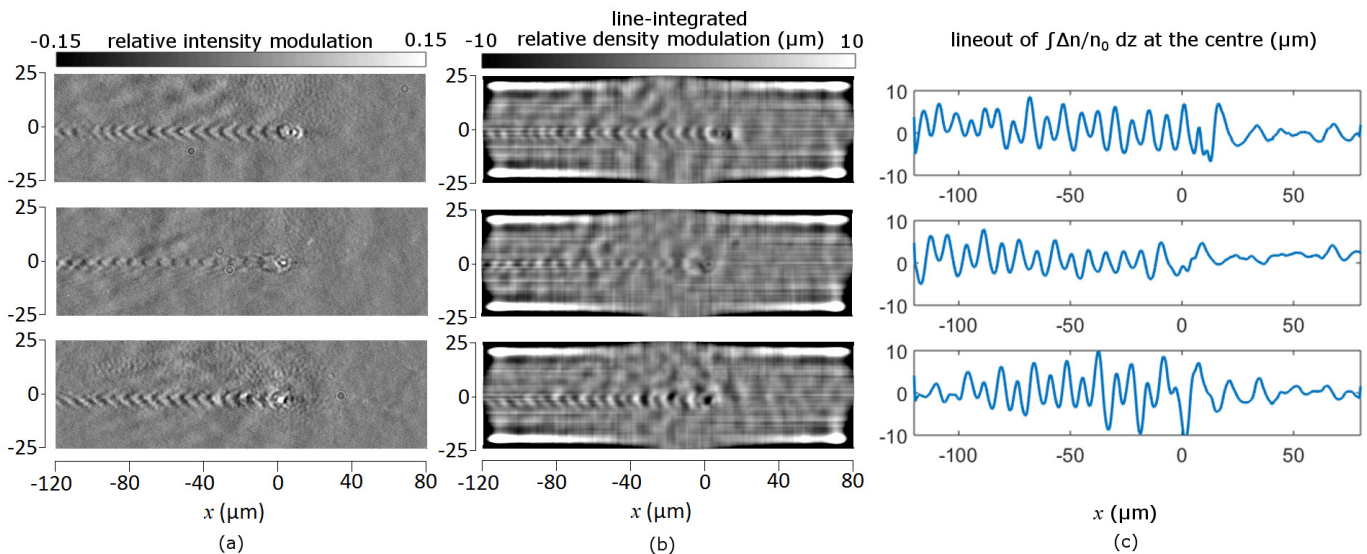 -0.15 relative intensity modulation 0.15
line-integrated
relative density modulation (µm)
-10 10
lineout of ∫Δn/n₀ dz at the centre (µm)
25
0
-25
25
0
-25
25
0
-25
-120 -80 -40 0 40 80
x (µm)
(a)
25
0
25
25
0
25
25
0
-25
-120 -80 -40 0 40 80
x (µm)
(b)
10
0
-10
-100 -50 0 50
10
0
-10
-100 -50 0 50
10
0
-10
-100 -50 0 50
x (µm)
(c)